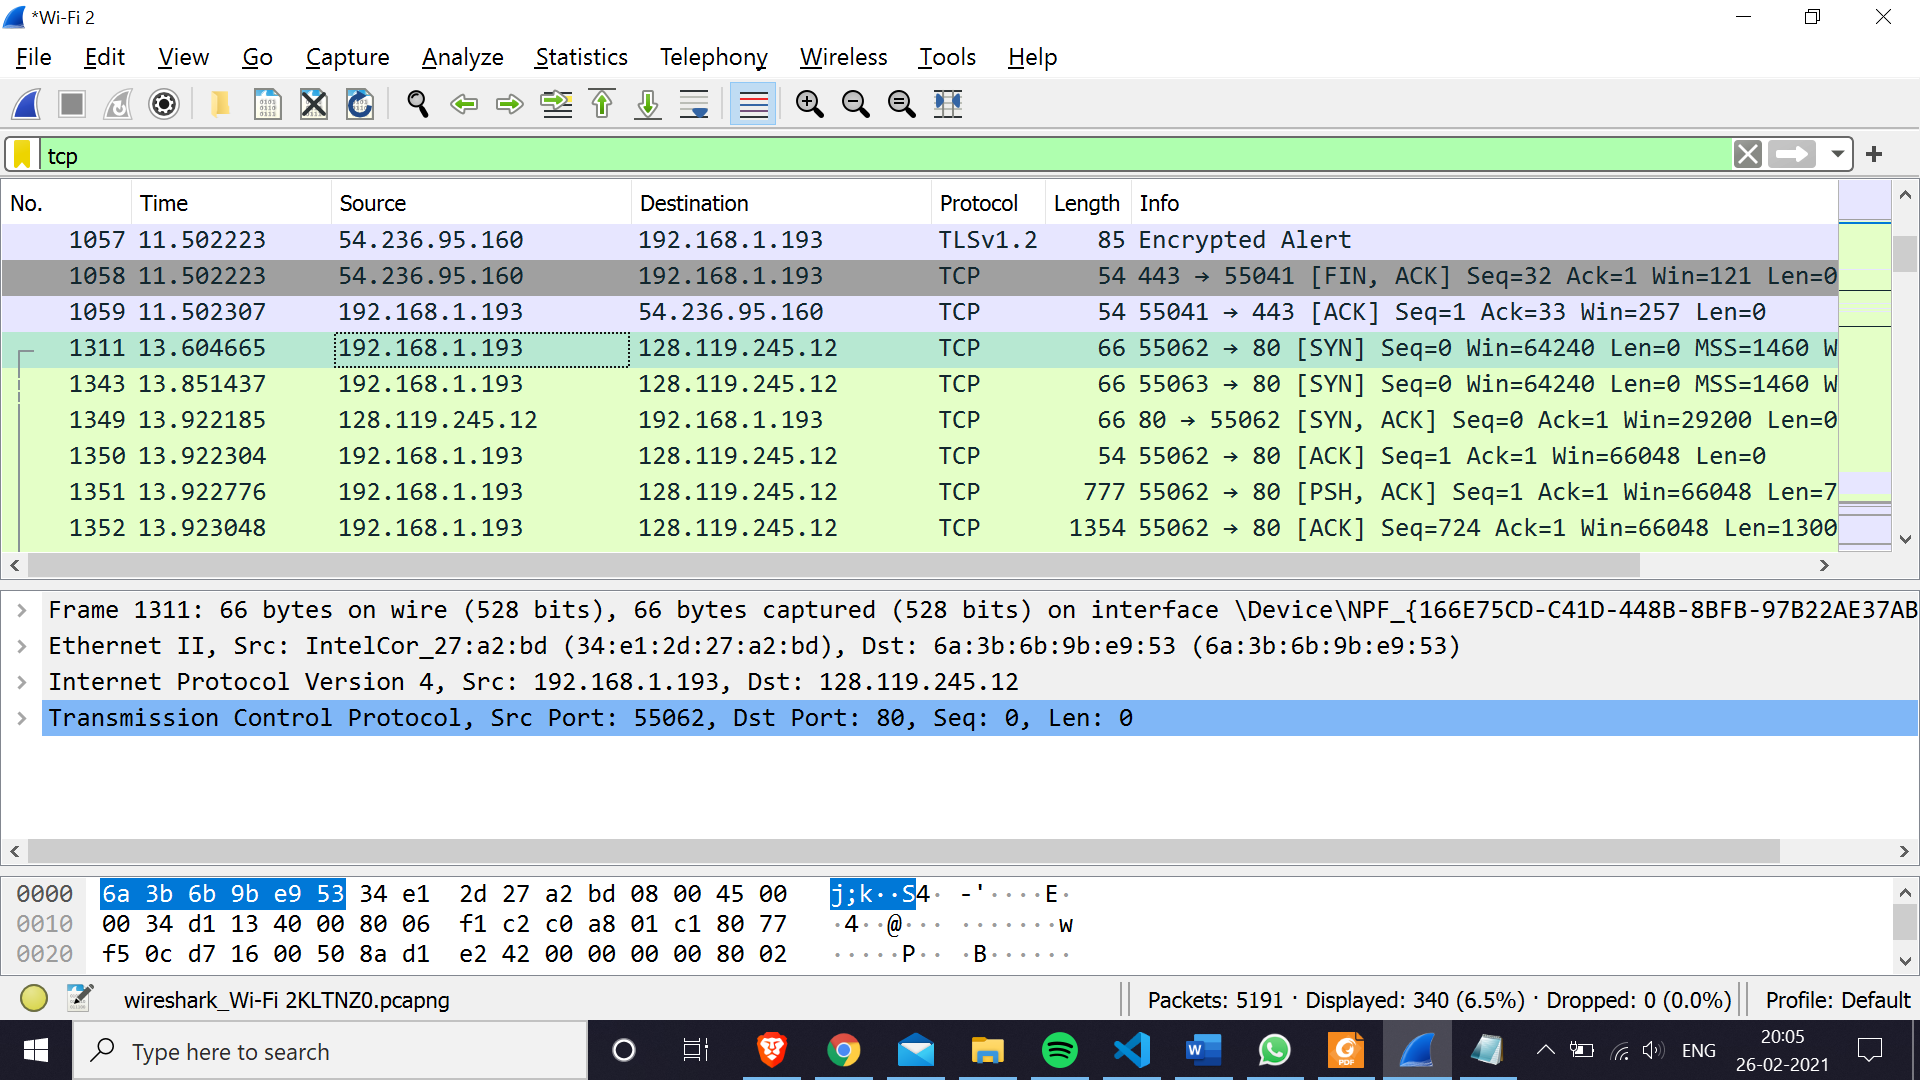 *Wi-Fi 2
File Edit View Go Capture Analyze Statistics Telephony Wireless Tools Help
tcp
No. Time Source Destination Protocol Length Info
1057 11.502223 54.236.95.160 192.168.1.193 TLSv1.2 85 Encrypted Alert
1058 11.502223 54.236.95.160 192.168.1.193 TCP 54 443 → 55041 [FIN, ACK] Seq=32 Ack=1 Win=121 Len=0
1059 11.502307 192.168.1.193 54.236.95.160 TCP 54 55041 → 443 [ACK] Seq=1 Ack=33 Win=257 Len=0
1311 13.604665 192.168.1.193 128.119.245.12 TCP 66 55062 → 80 [SYN] Seq=0 Win=64240 Len=0 MSS=1460 W
1343 13.851437 192.168.1.193 128.119.245.12 TCP 66 55063 → 80 [SYN] Seq=0 Win=64240 Len=0 MSS=1460 W
1349 13.922185 128.119.245.12 192.168.1.193 TCP 66 80 → 55062 [SYN, ACK] Seq=0 Ack=1 Win=29200 Len=0
1350 13.922304 192.168.1.193 128.119.245.12 TCP 54 55062 → 80 [ACK] Seq=1 Ack=1 Win=66048 Len=0
1351 13.922776 192.168.1.193 128.119.245.12 TCP 777 55062 → 80 [PSH, ACK] Seq=1 Ack=1 Win=66048 Len=7
1352 13.923048 192.168.1.193 128.119.245.12 TCP 1354 55062 → 80 [ACK] Seq=724 Ack=1 Win=66048 Len=1300
Frame 1311: 66 bytes on wire (528 bits), 66 bytes captured (528 bits) on interface \Device\NPF_{166E75CD-C41D-448B-8BFB-97B22AE37AB
Ethernet II, Src: IntelCor_27:a2:bd (34:e1:2d:27:a2:bd), Dst: 6a:3b:6b:9b:e9:53 (6a:3b:6b:9b:e9:53)
Internet Protocol Version 4, Src: 192.168.1.193, Dst: 128.119.245.12
Transmission Control Protocol, Src Port: 55062, Dst Port: 80, Seq: 0, Len: 0
0000 6a 3b 6b 9b e9 53 34 e1 2d 27 a2 bd 08 00 45 00 j;k··S4· -'····E·
0010 00 34 d1 13 40 00 80 06 f1 c2 c0 a8 01 c1 80 77 ·4··@··· ·······w
0020 f5 0c d7 16 00 50 8a d1 e2 42 00 00 00 00 80 02 ·····P·· ·B······
wireshark_Wi-Fi 2KLTNZ0.pcapng Packets: 5191 · Displayed: 340 (6.5%) · Dropped: 0 (0.0%) Profile: Default
Type here to search PDF ENG 20:05
26-02-2021